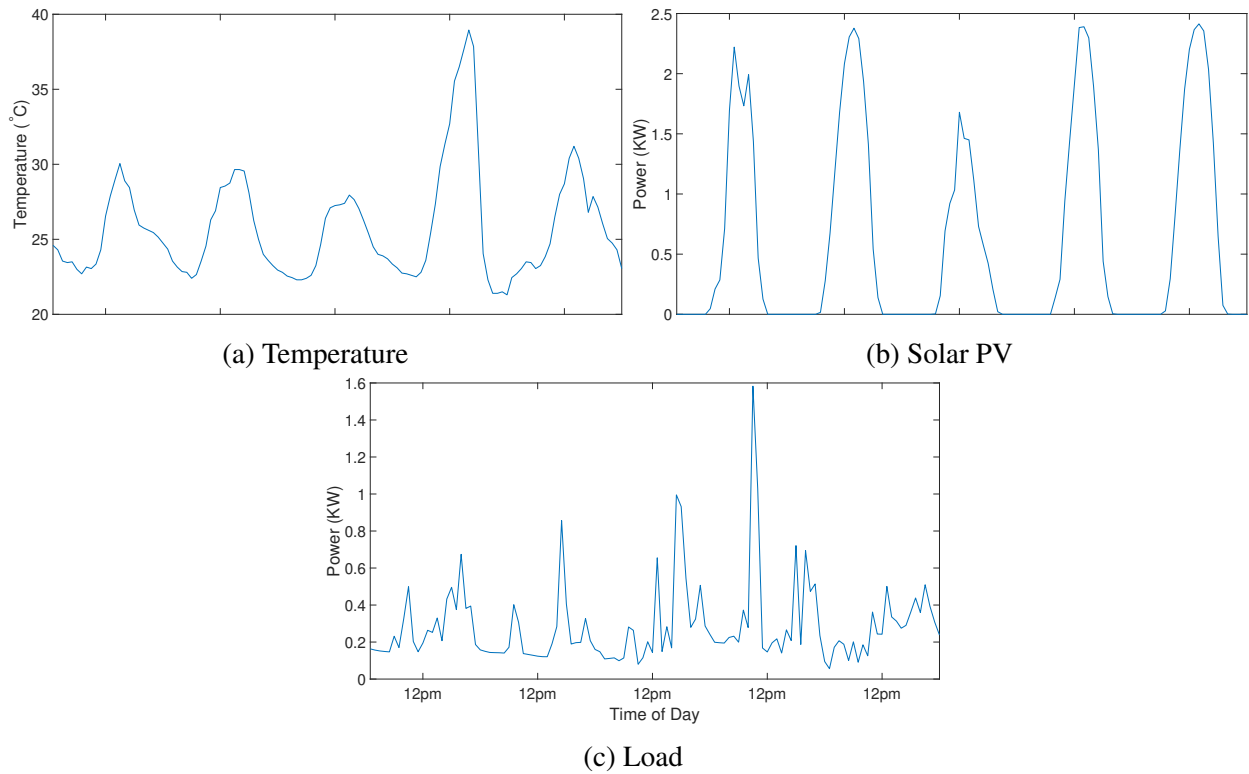 40
35
30
25
20
Temperature (°C)
(a) Temperature
2.5
2
1.5
1
0.5
0
Power (KW)
(b) Solar PV
1.6
1.4
1.2
1
0.8
0.6
0.4
0.2
0
Power (KW)
12pm 12pm 12pm 12pm 12pm
Time of Day
(c) Load